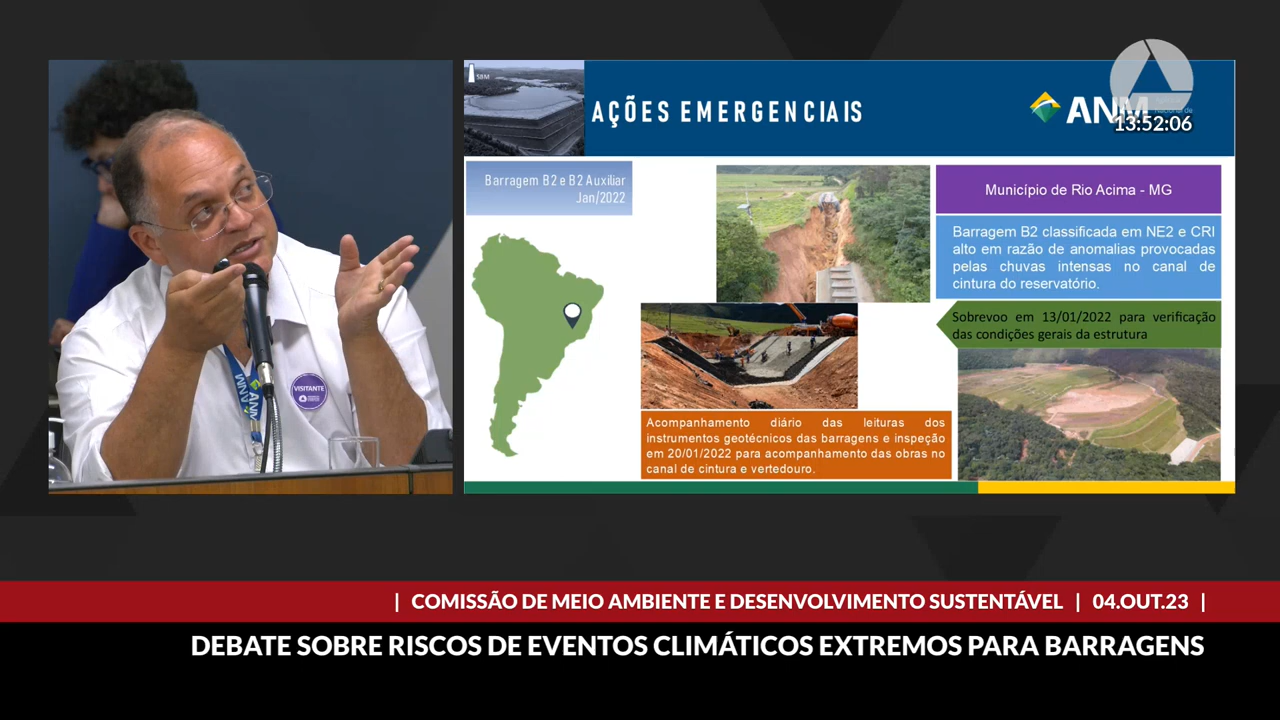 58M
AÇÕES EMERGENCIAIS
ANM
13:52:06
Barragem B2 e B2 Auxiliar
Jan/2022
Município de Rio Acima - MG
Barragem B2 classificada em NE2 e CRI
alto em razão de anomalias provocadas
pelas chuvas intensas no canal de
cintura do reservatório.
Sobrevoo em 13/01/2022 para verificação
das condições gerais da estrutura
Acompanhamento diário das leituras dos
instrumentos geotécnicos das barragens e inspeção
em 20/01/2022 para acompanhamento das obras no
canal de cintura e vertedouro.
VISITANTE
ANM
| COMISSÃO DE MEIO AMBIENTE E DESENVOLVIMENTO SUSTENTÁVEL | 04.OUT.23 |
DEBATE SOBRE RISCOS DE EVENTOS CLIMÁTICOS EXTREMOS PARA BARRAGENS